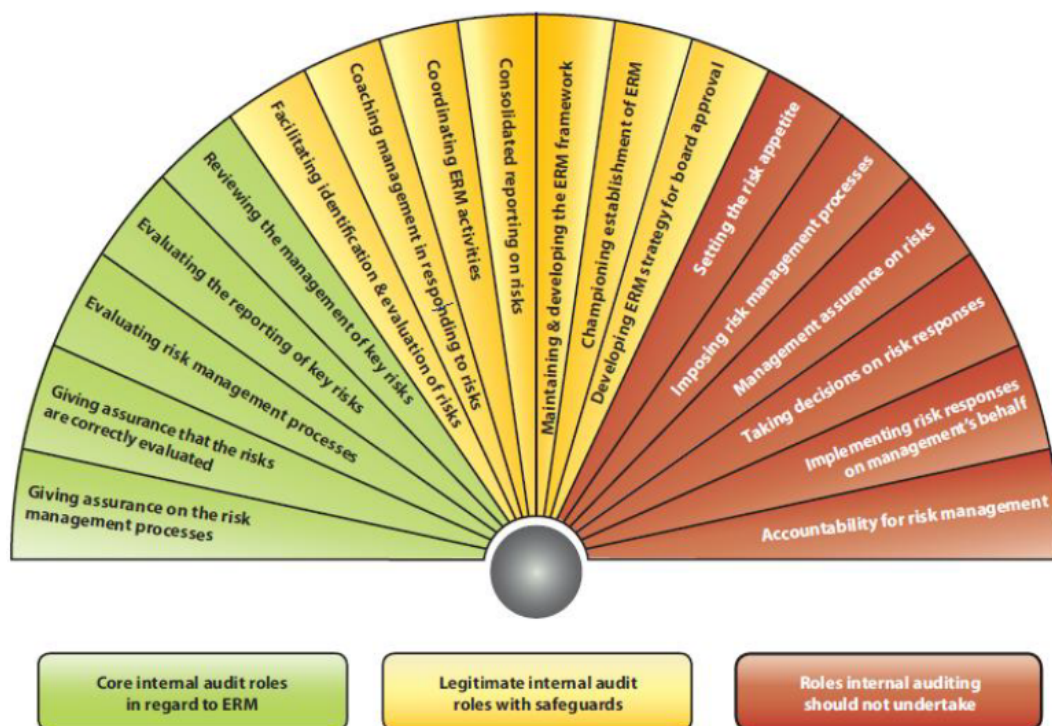 Giving assurance on the risk
management processes
Giving assurance that the risks
are correctly evaluated
Evaluating risk management processes
Evaluating the reporting of key risks
Reviewing the management of key risks
Facilitating identification & evaluation of risks
Coaching management in responding to risks
Coordinating ERM activities
Consolidated reporting on risks
Maintaining & developing the ERM framework
Championing establishment of ERM
Developing ERM strategy for board approval
Setting the risk appetite
Imposing risk management processes
Management assurance on risks
Taking decisions on risk responses
Implementing risk responses
on management's behalf
Accountability for risk management
Core internal audit roles
in regard to ERM
Legitimate internal audit
roles with safeguards
Roles internal auditing
should not undertake